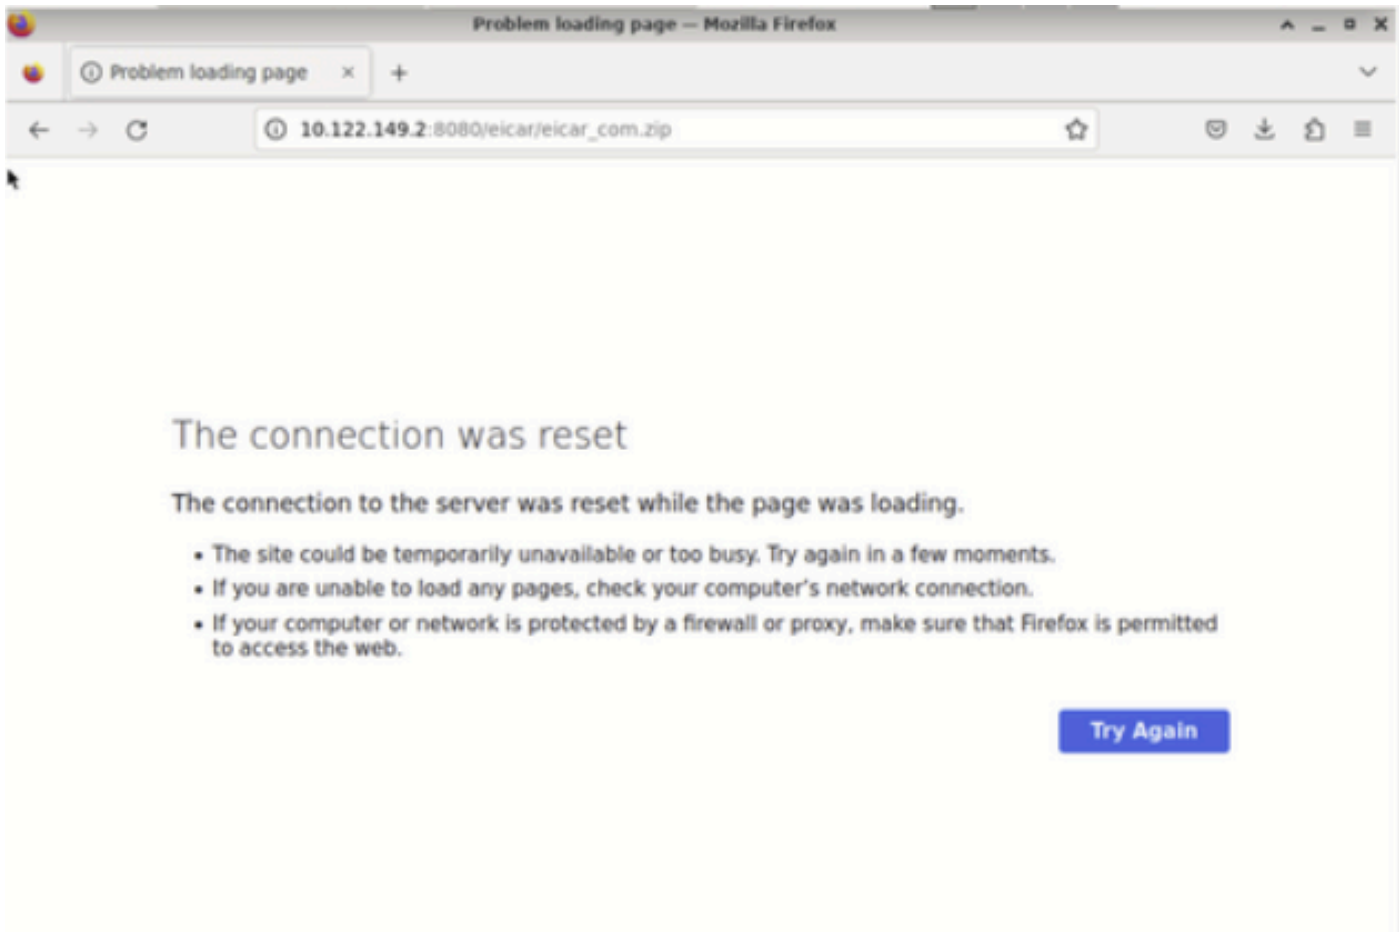 Problem loading page — Mozilla Firefox
Problem loading page
10.122.149.2:8080/eicar/eicar_com.zip
The connection was reset
The connection to the server was reset while the page was loading.
• The site could be temporarily unavailable or too busy. Try again in a few moments.
• If you are unable to load any pages, check your computer's network connection.
• If your computer or network is protected by a firewall or proxy, make sure that Firefox is permitted
to access the web.
Try Again